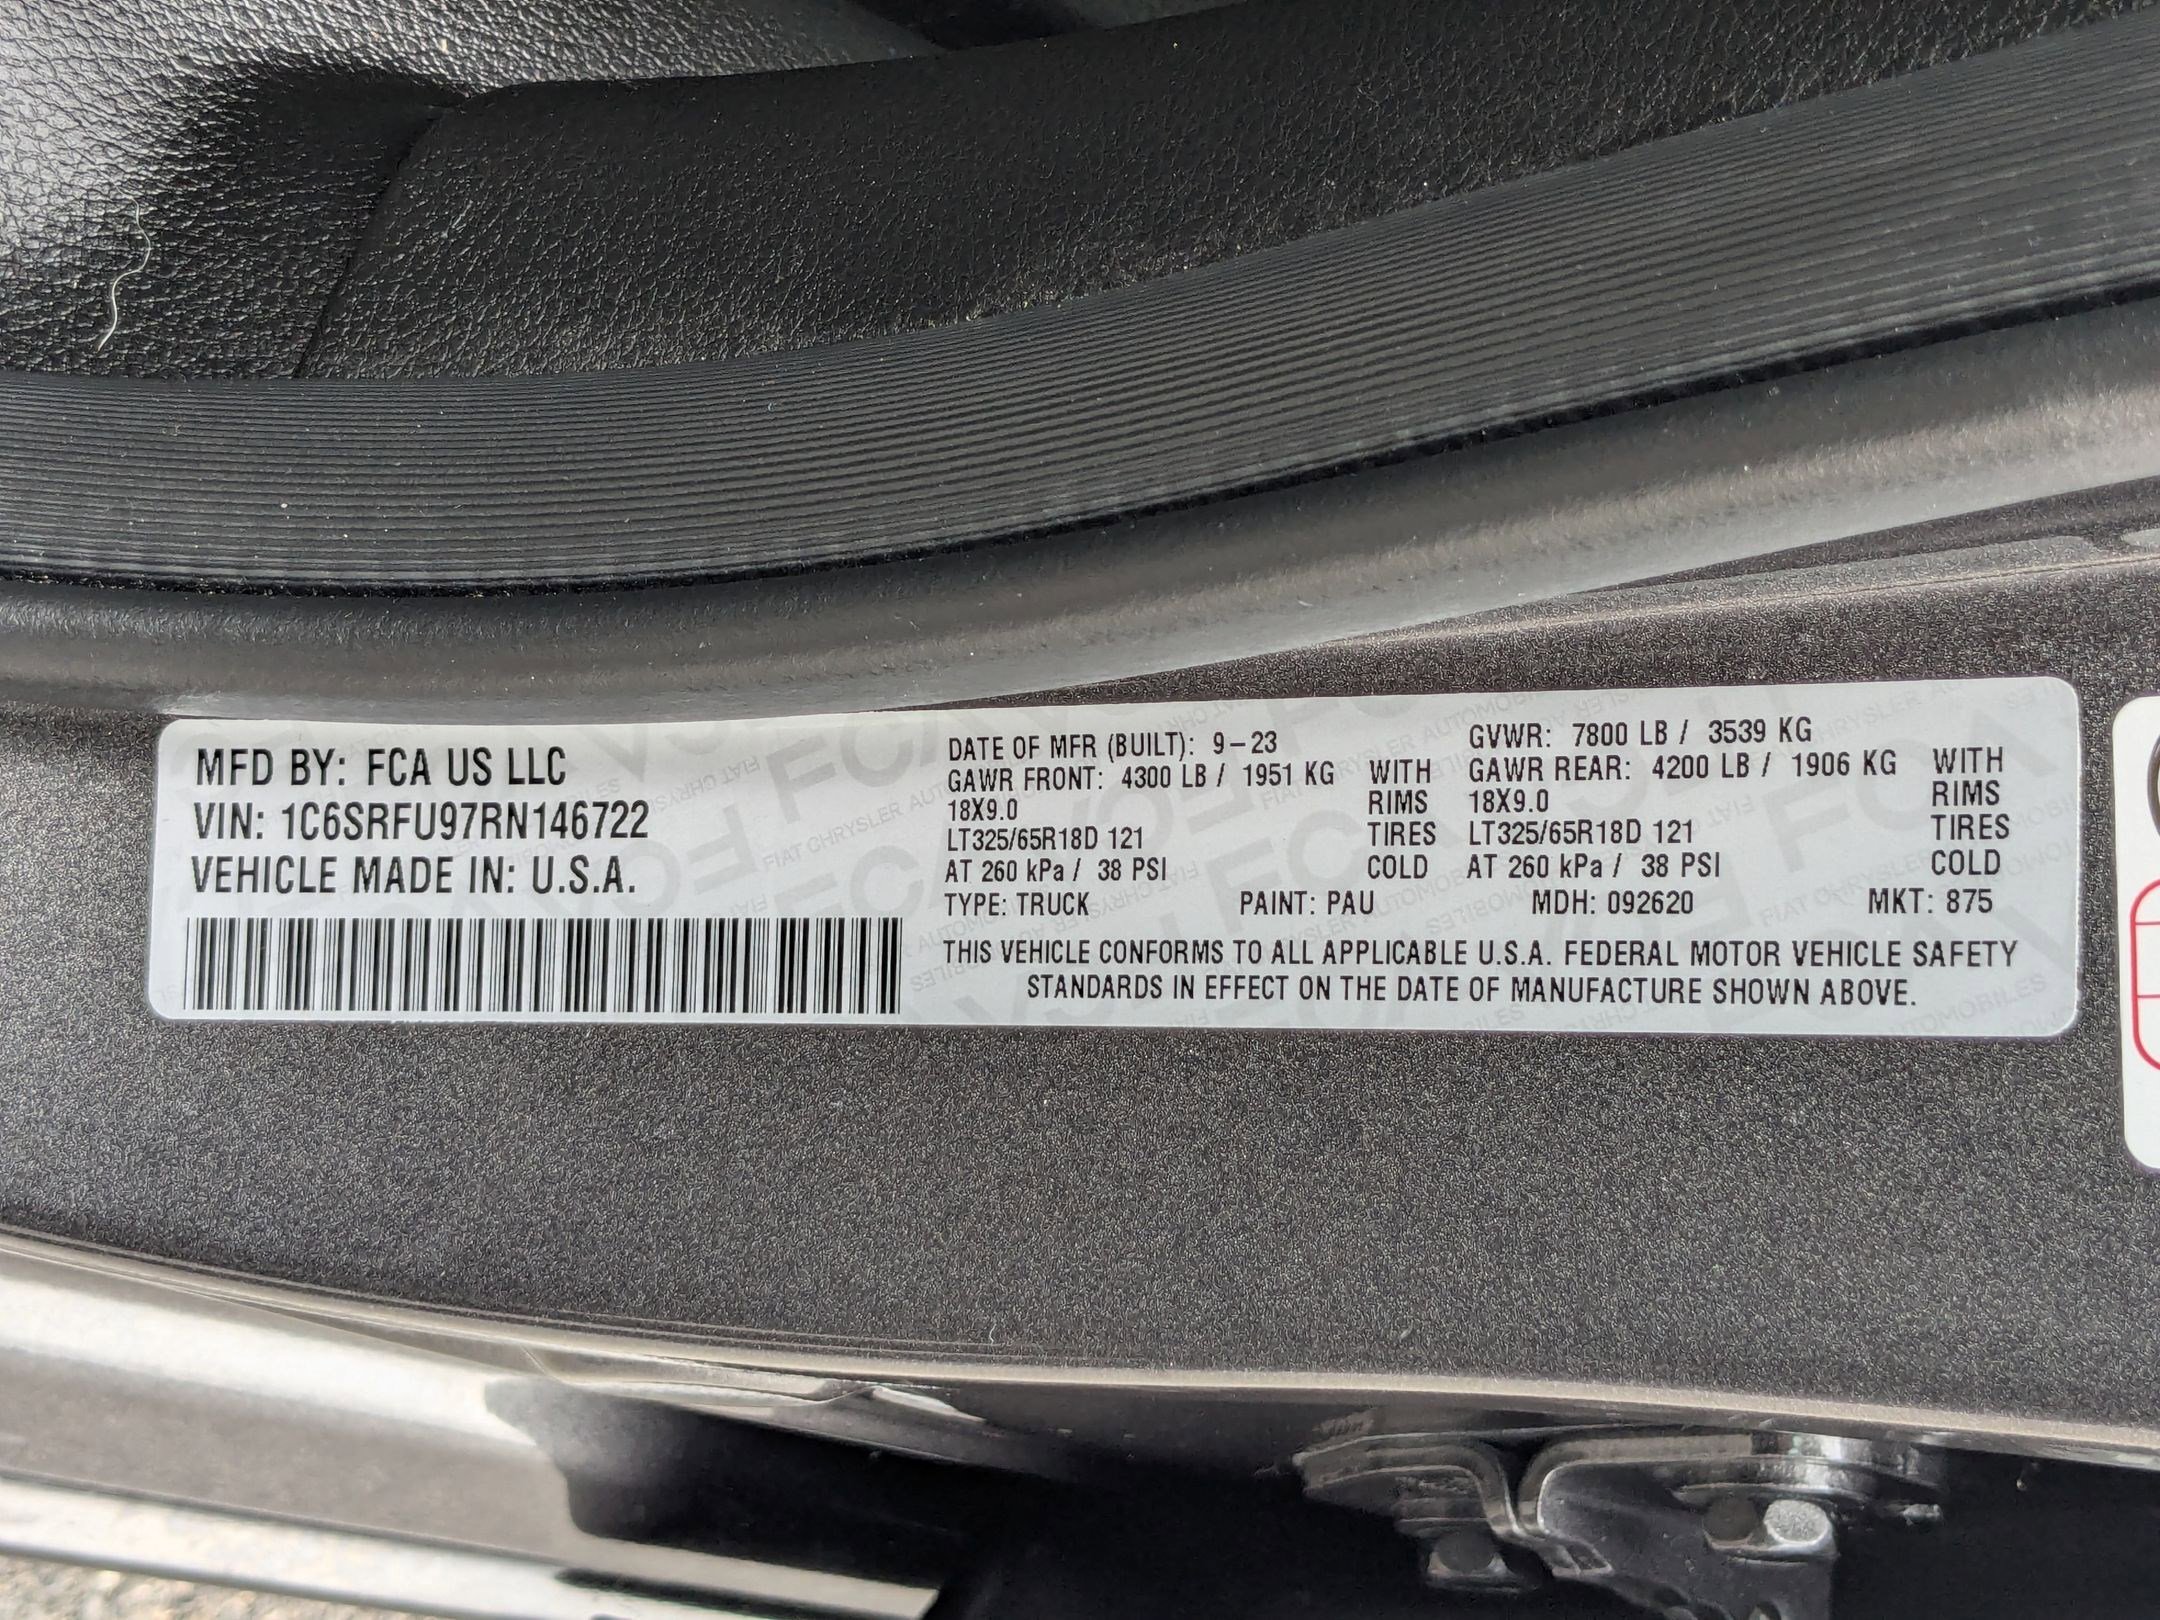 MFD BY: FCA US LLC
VIN: 1C6SRFU97RN146722
VEHICLE MADE IN: U.S.A.
DATE OF MFR (BUILT): 9-23 GVWR: 7800 LB / 3539 KG
GAWR FRONT: 4300 LB / 1951 KG WITH GAWR REAR: 4200 LB / 1906 KG WITH
18X9.0 RIMS 18X9.0 RIMS
LT325/65R18D 121 TIRES LT325/65R18D 121 TIRES
AT 260 kPa / 38 PSI COLD AT 260 kPa / 38 PSI COLD
TYPE: TRUCK PAINT: PAU MDH: 092620 MKT: 875
THIS VEHICLE CONFORMS TO ALL APPLICABLE U.S.A. FEDERAL MOTOR VEHICLE SAFETY
STANDARDS IN EFFECT ON THE DATE OF MANUFACTURE SHOWN ABOVE.